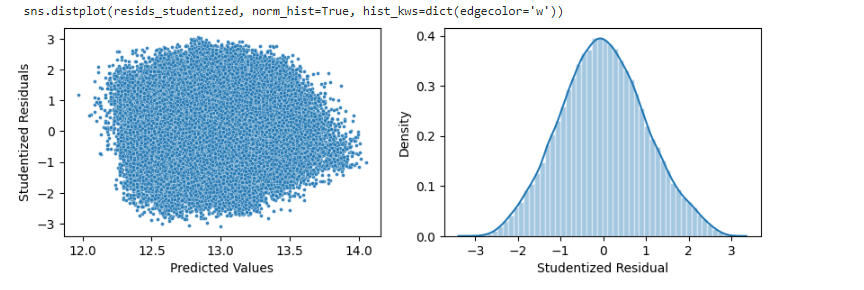 sns.distplot(resids_studentized, norm_hist=True, hist_kws=dict(edgecolor='w'))
Studentized Residuals
3
2
1
0
−1
−2
−3
12.0 12.5 13.0 13.5 14.0
Predicted Values
Density
0.4
0.3
0.2
0.1
0.0
−3 −2 −1 0 1 2 3
Studentized Residual